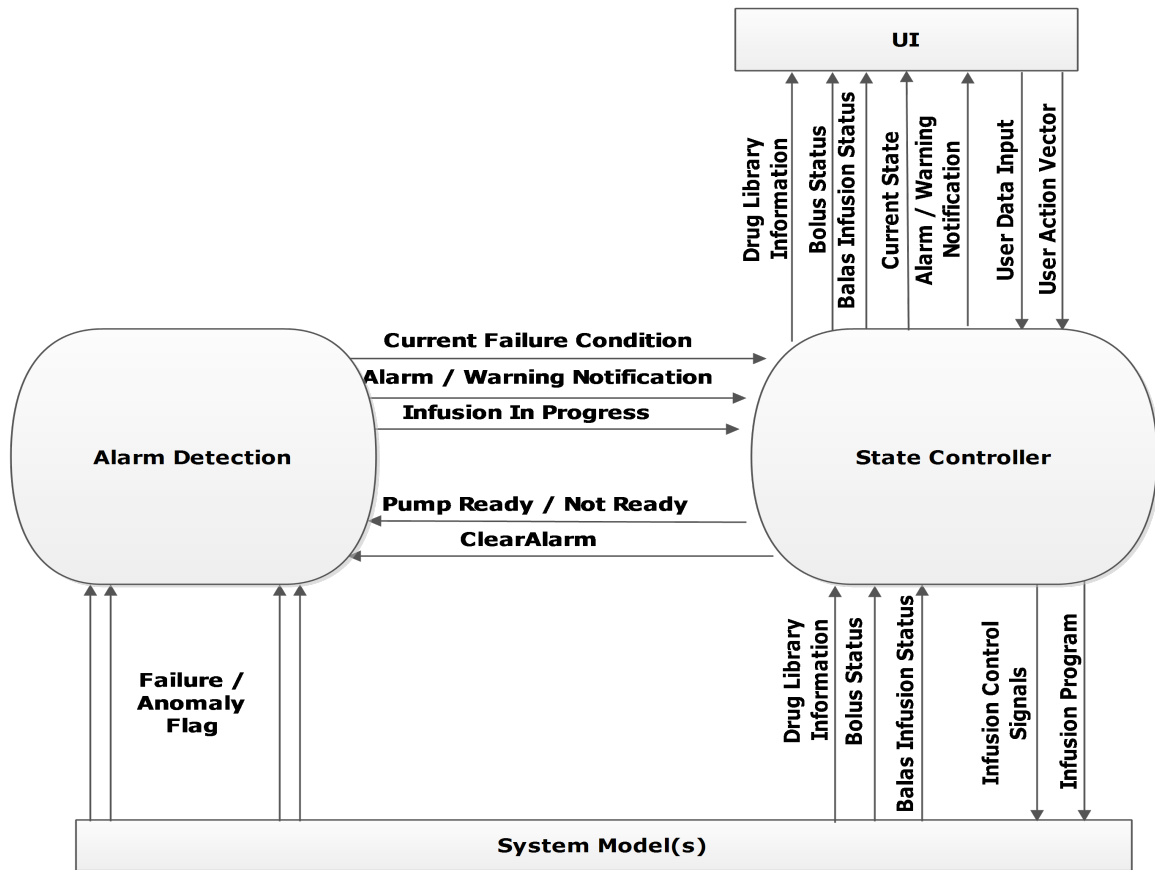 UI
Drug Library
Information
Bolus Status
Balas Infusion Status
Current State
Alarm / Warning
Notification
User Data Input
User Action Vector
Current Failure Condition
Alarm / Warning Notification
Infusion In Progress
Alarm Detection
State Controller
Pump Ready / Not Ready
ClearAlarm
Failure /
Anomaly
Flag
Drug Library
Information
Bolus Status
Balas Infusion Status
Infusion Control
Signals
Infusion Program
System Model(s)